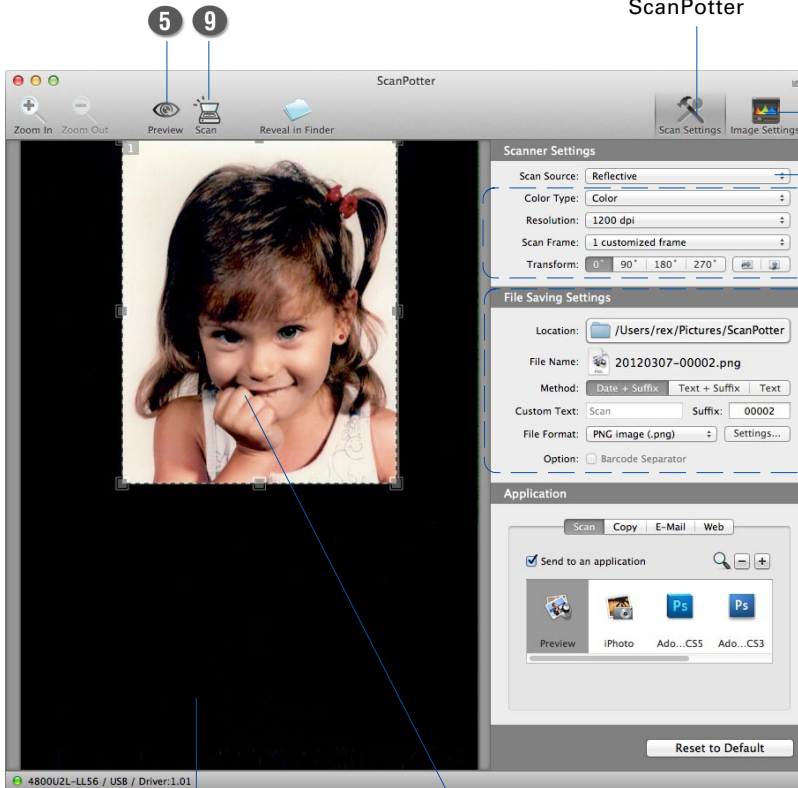 ScanPotter
5 9
ScanPotter
Zoom In Zoom Out Preview Scan Reveal in Finder Scan Settings Image Settings
1
Scanner Settings
Scan Source: Reflective
Color Type: Color
Resolution: 1200 dpi
Scan Frame: 1 customized frame
Transform: 0° 90° 180° 270°
File Saving Settings
Location: /Users/rex/Pictures/ScanPotter
File Name: 20120307-00002.png
Method: Date + Suffix Text + Suffix Text
Custom Text: Scan Suffix: 00002
File Format: PNG image (.png) Settings...
Option: Barcode Separator
Application
Scan Copy E-Mail Web
Send to an application
Ps Ps
Preview iPhoto Ado...CS5 Ado...CS3
Reset to Default
4800U2L-LL56 / USB / Driver:1.01